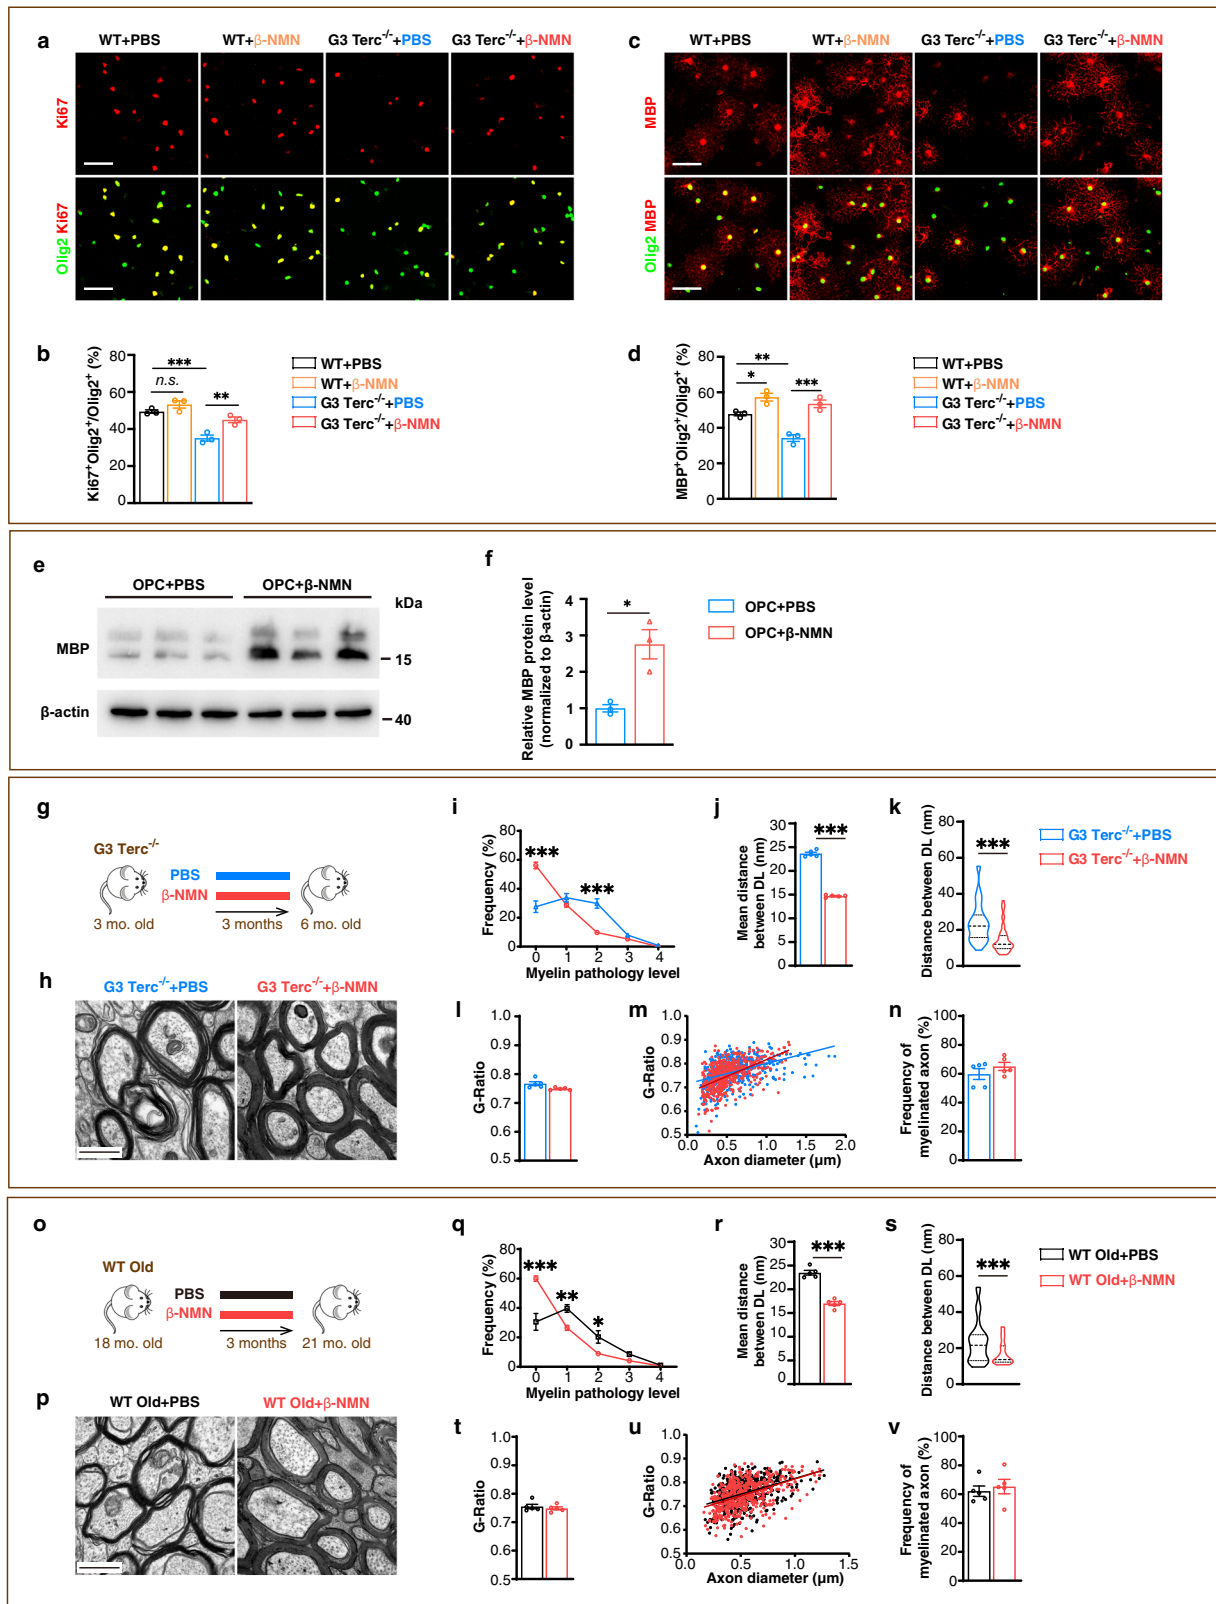 a
WT+PBS
WT+β-NMN
G3 Terc-/-+PBS
G3 Terc-/-+β-NMN
Ki67
Olig2 Ki67
c
WT+PBS
WT+β-NMN
G3 Terc-/-+PBS
G3 Terc-/-+β-NMN
MBP
Olig2 MBP
b
Ki67+Olig2+/Olig2+ (%)
80
60
40
20
0
***
n.s.
**
WT+PBS
WT+β-NMN
G3 Terc-/-+PBS
G3 Terc-/-+β-NMN
d
MBP+Olig2+/Olig2+ (%)
80
60
40
20
0
**
*
***
WT+PBS
WT+β-NMN
G3 Terc-/-+PBS
G3 Terc-/-+β-NMN
e
OPC+PBS
OPC+β-NMN
kDa
MBP
15
β-actin
40
f
Relative MBP protein level
(normalized to β-actin)
4
3
2
1
0
*
OPC+PBS
OPC+β-NMN
g
G3 Terc-/-
PBS
β-NMN
3 mo. old
3 months
6 mo. old
h
G3 Terc-/-+PBS
G3 Terc-/-+β-NMN
i
Frequency (%)
80
60
40
20
0
***
***
0 1 2 3 4
Myelin pathology level
j
Mean distance
between DL (nm)
30
25
20
15
10
5
0
***
k
Distance between DL (nm)
80
60
40
20
0
***
G3 Terc-/-+PBS
G3 Terc-/-+β-NMN
l
G-Ratio
1.0
0.9
0.8
0.7
0.6
0.5
m
G-Ratio
1.0
0.9
0.8
0.7
0.6
0.5
0.0 0.5 1.0 1.5 2.0
Axon diameter (μm)
n
Frequency of
myelinated axon (%)
100
80
60
40
20
0
o
WT Old
PBS
β-NMN
18 mo. old
3 months
21 mo. old
p
WT Old+PBS
WT Old+β-NMN
q
Frequency (%)
80
60
40
20
0
***
**
*
0 1 2 3 4
Myelin pathology level
r
Mean distance
between DL (nm)
30
25
20
15
10
5
0
***
s
Distance between DL (nm)
80
60
40
20
0
***
WT Old+PBS
WT Old+β-NMN
t
G-Ratio
1.0
0.9
0.8
0.7
0.6
0.5
u
G-Ratio
1.0
0.9
0.8
0.7
0.6
0.5
0.0 0.5 1.0 1.5
Axon diameter (μm)
v
Frequency of
myelinated axon (%)
100
80
60
40
20
0